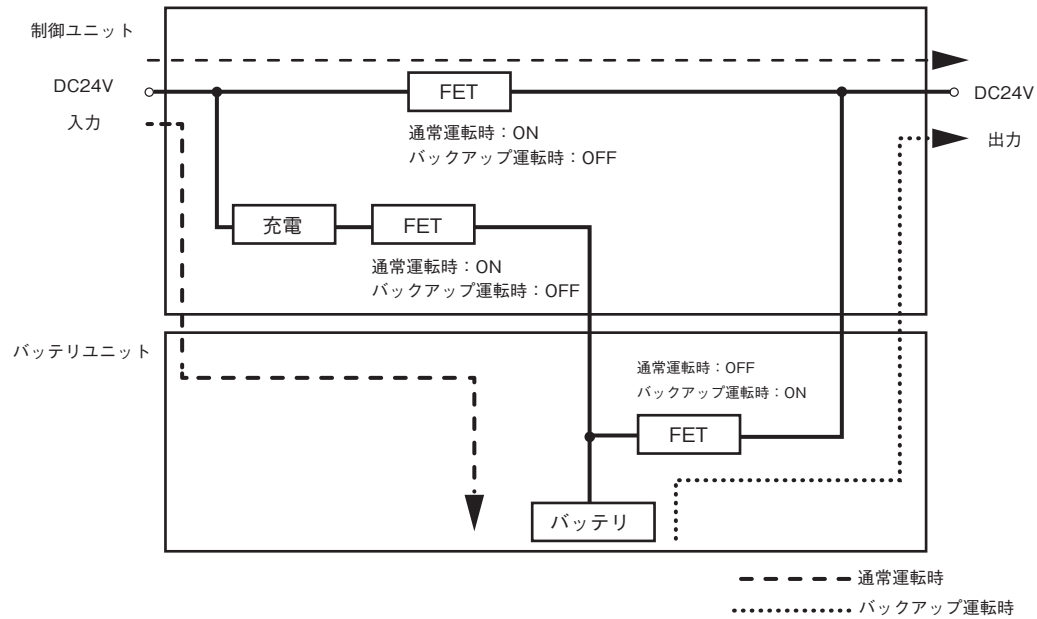 制御ユニット
DC24V
入力
FET
通常運転時：ON
バックアップ運転時：OFF
DC24V
出力
充電
FET
通常運転時：ON
バックアップ運転時：OFF
バッテリユニット
通常運転時：OFF
バックアップ運転時：ON
FET
バッテリ
通常運転時
バックアップ運転時